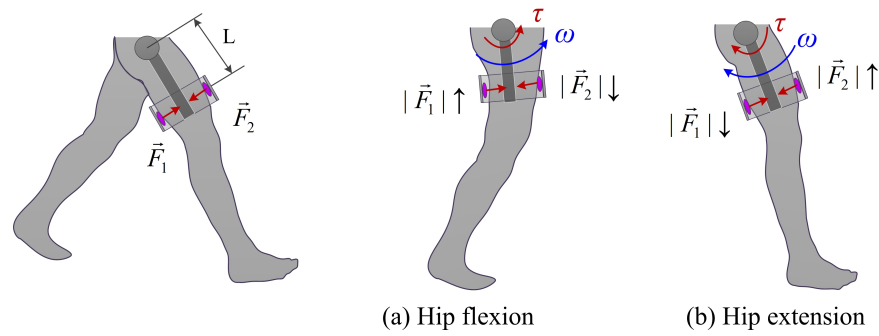 L
F⃗₁
F⃗₂
τ
ω
|F⃗₁|↑
|F⃗₂|↓
(a) Hip flexion
τ
ω
|F⃗₂|↑
|F⃗₁|↓
(b) Hip extension